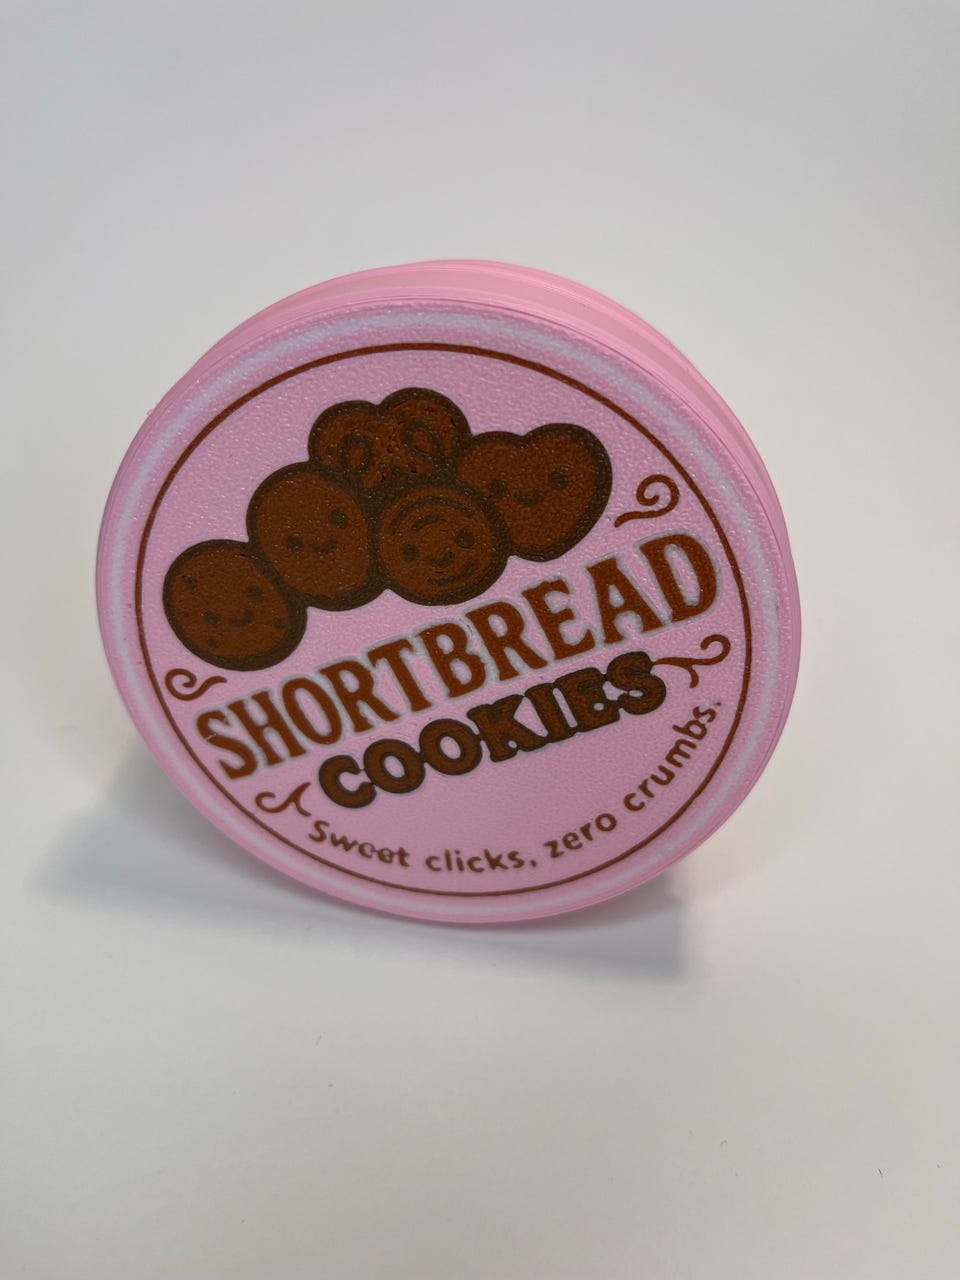 SHORTBREAD
COOKIES
Sweet clicks, zero crumbs.